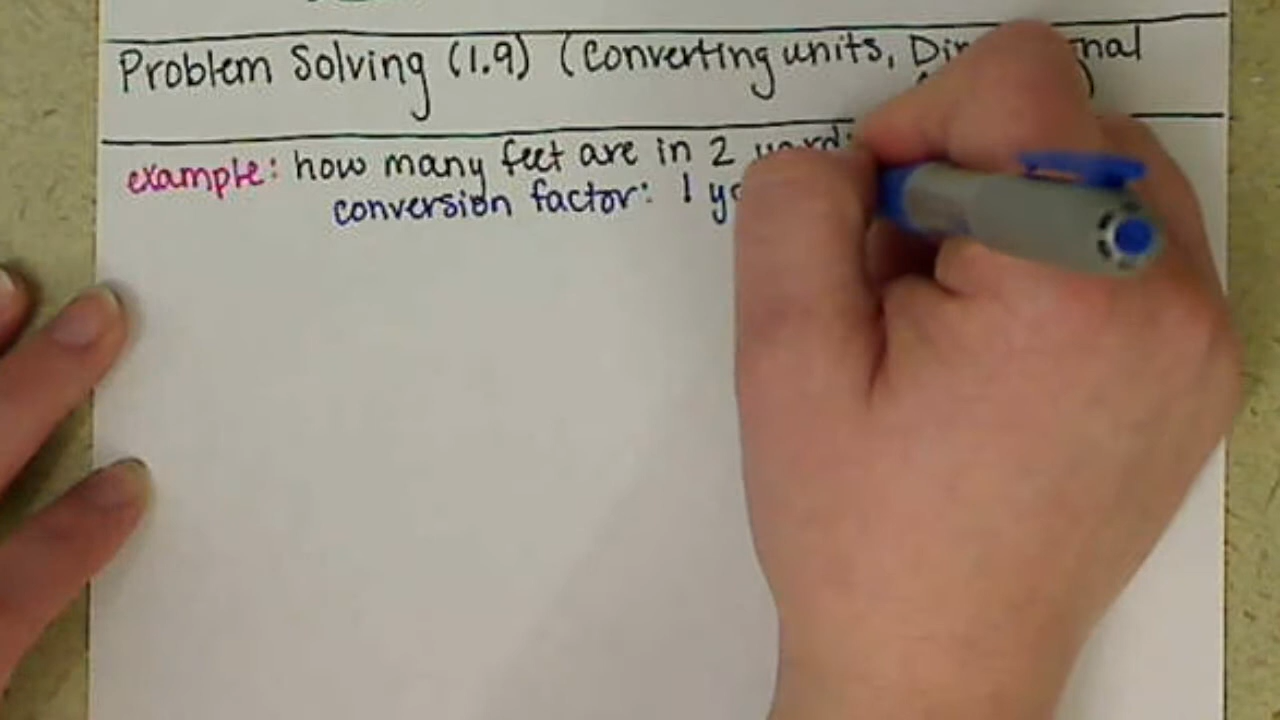 Problem Solving (1.9) (Converting units,
example: how many feet are in 2
conversion factor: 1